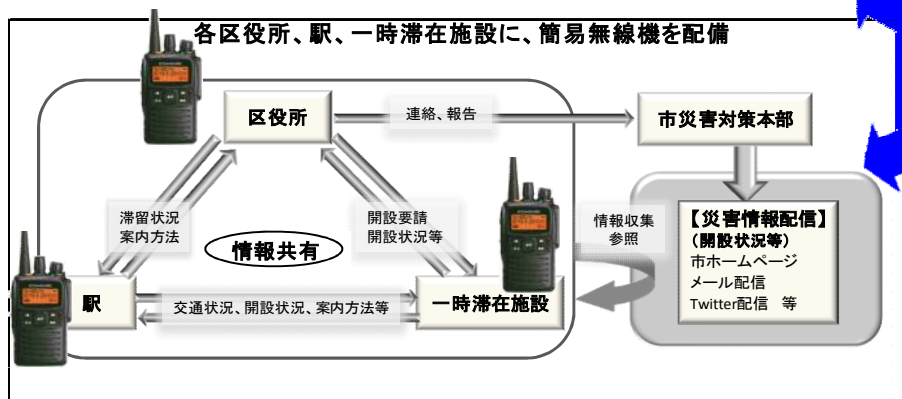 各区役所、駅、一時滞在施設に、簡易無線機を配備
区役所
連絡、報告
市災害対策本部
滞留状況
案内方法
開設要請
開設状況等
情報収集
参照
【災害情報配信】
（開設状況等）
市ホームページ
メール配信
Twitter配信　等
情報共有
駅
交通状況、開設状況、案内方法等
一時滞在施設